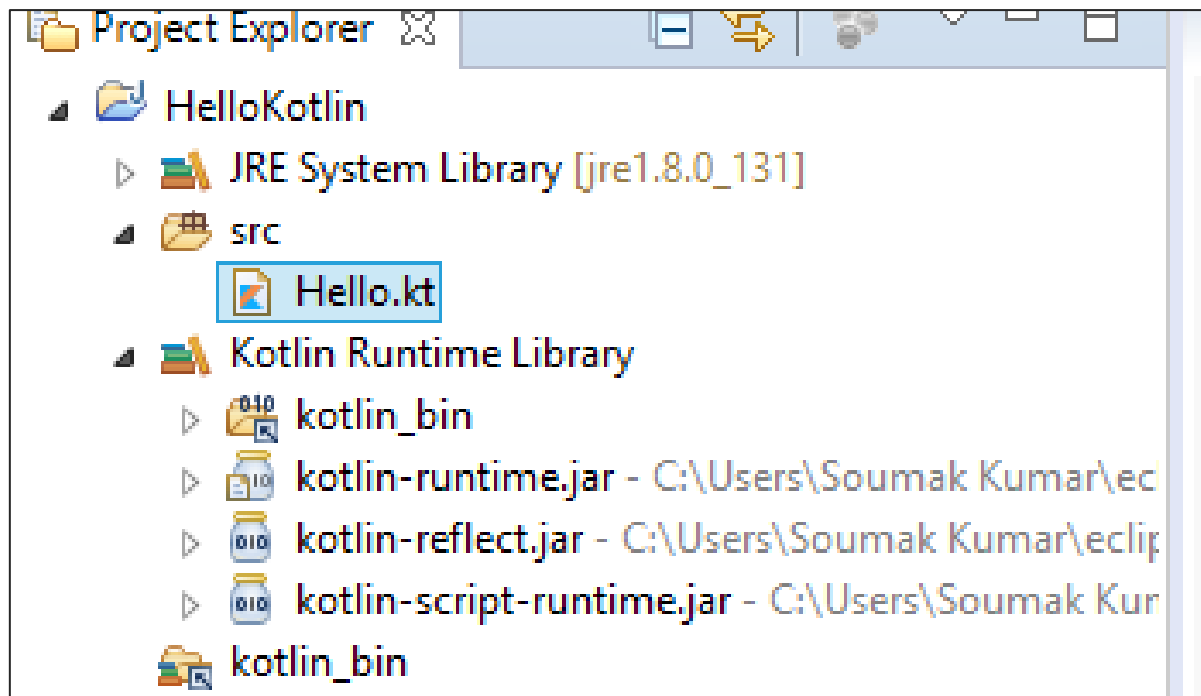 Project Explorer
HelloKotlin
JRE System Library [jre1.8.0_131]
src
Hello.kt
Kotlin Runtime Library
kotlin_bin
kotlin-runtime.jar - C:\Users\Soumak Kumar\ec
kotlin-reflect.jar - C:\Users\Soumak Kumar\eclip
kotlin-script-runtime.jar - C:\Users\Soumak Kur
kotlin_bin